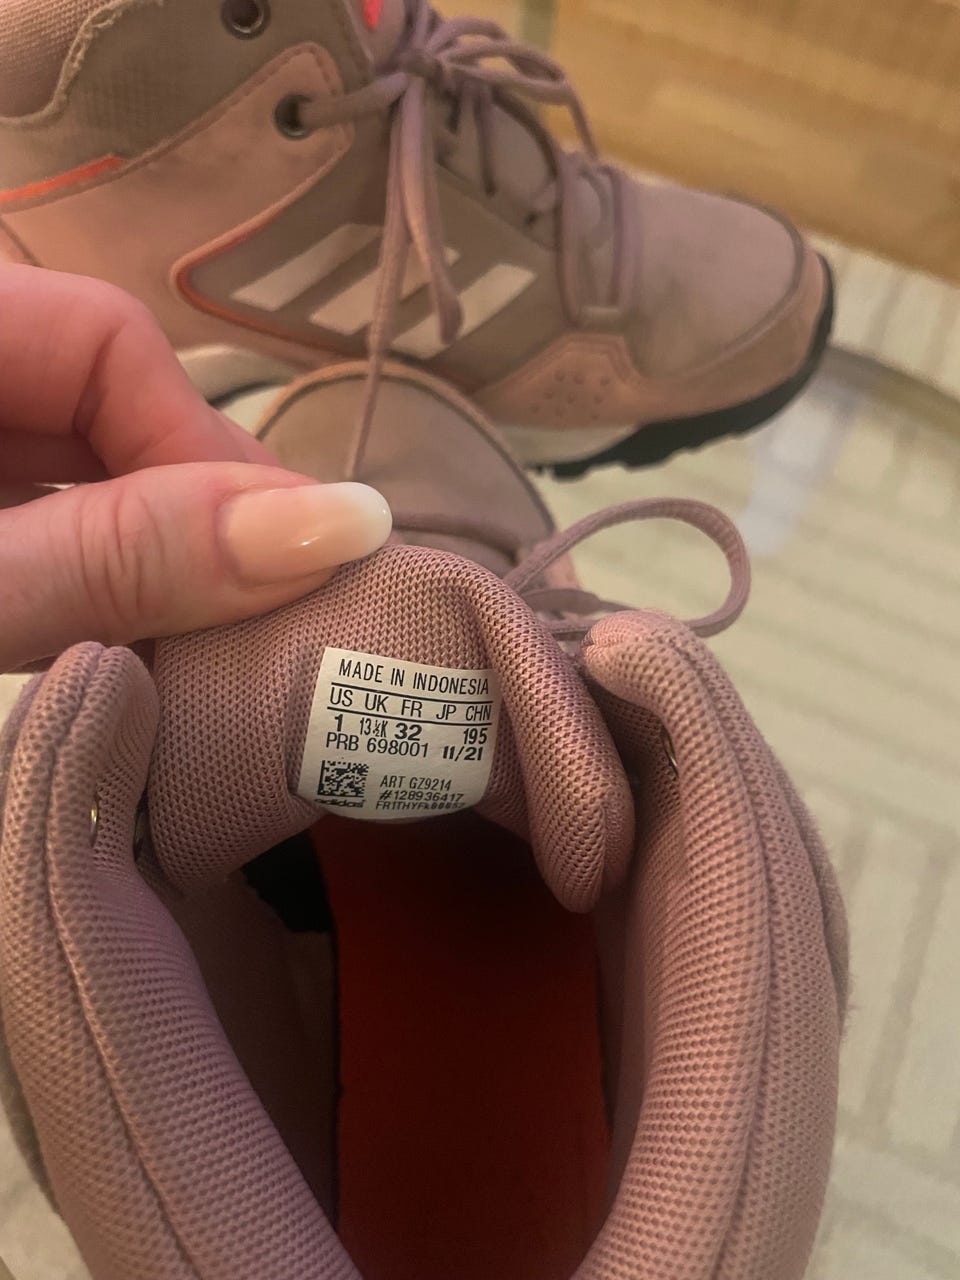 MADE IN INDONESIA
US UK FR JP CHN
1 13½K 32 195
PRB 698001 11/21
ART GZ9214
#128936417
adidas